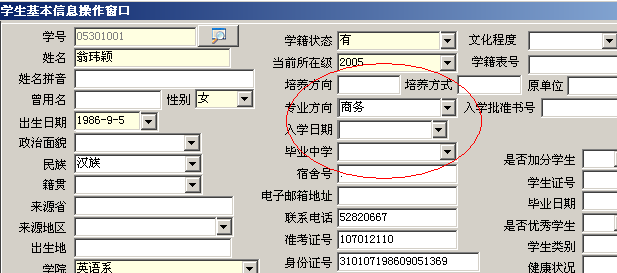 学生基本信息操作窗口
学号 05301001 学籍状态 有 文化程度
姓名 翁玮颖 当前所在级 2005 学籍表号
姓名拼音 培养方向 培养方式 原单位
曾用名 性别 女 专业方向 商务 入学批准书号
出生日期 1986-9-5 入学日期
政治面貌 毕业中学 是否加分学生
民族 汉族 宿舍号 学生证号
籍贯 电子邮箱地址 毕业日期
来源省 联系电话 52820667 是否优秀学生
来源地区 准考证号 107012110 学生类别
出生地 身份证号 310107198609051369 健康状况
学院 英语系